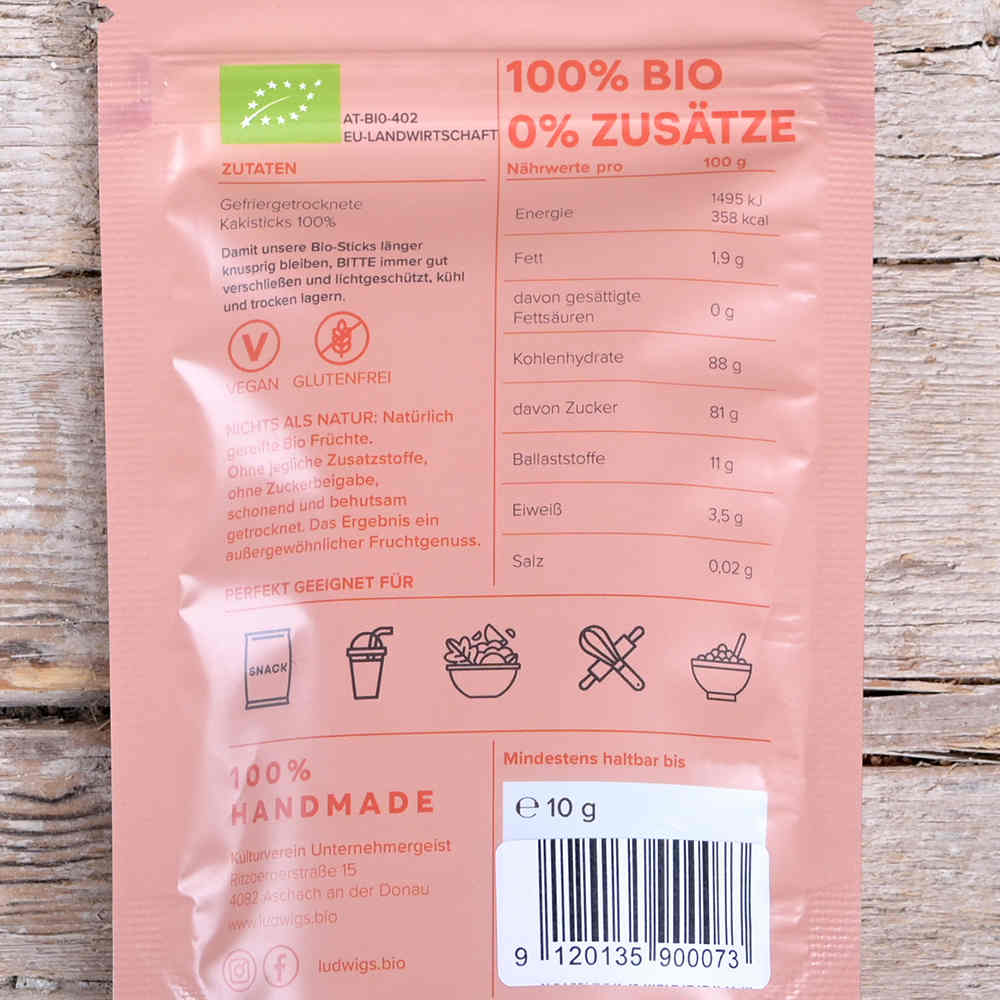 AT-BIO-402
EU-LANDWIRTSCHAFT
ZUTATEN
Gefriergetrocknete
Kakisticks 100%
Damit unsere Bio-Sticks länger
knusprig bleiben, BITTE immer gut
verschließen und lichtgeschützt, kühl
und trocken lagern.
VEGAN GLUTENFREI
NICHTS ALS NATUR: Natürlich
gereifte Bio Früchte.
Ohne jegliche Zusatzstoffe,
ohne Zuckerbeigabe,
schonend und behutsam
getrocknet. Das Ergebnis ein
außergewöhnlicher Fruchtgenuss.
100% BIO
0% ZUSÄTZE
Nährwerte pro 100 g
Energie 1495 kJ
358 kcal
Fett 1,9 g
davon gesättigte
Fettsäuren 0 g
Kohlenhydrate 88 g
davon Zucker 81 g
Ballaststoffe 11 g
Eiweiß 3,5 g
Salz 0,02 g
PERFEKT GEEIGNET FÜR
SNACK
100%
HANDMADE
Kulturverein Unternehmergeist
15
4082 Aschach an der Donau
www.ludwigs.bio
ludwigs.bio
Mindestens haltbar bis
℮ 10 g
9 120135 900073